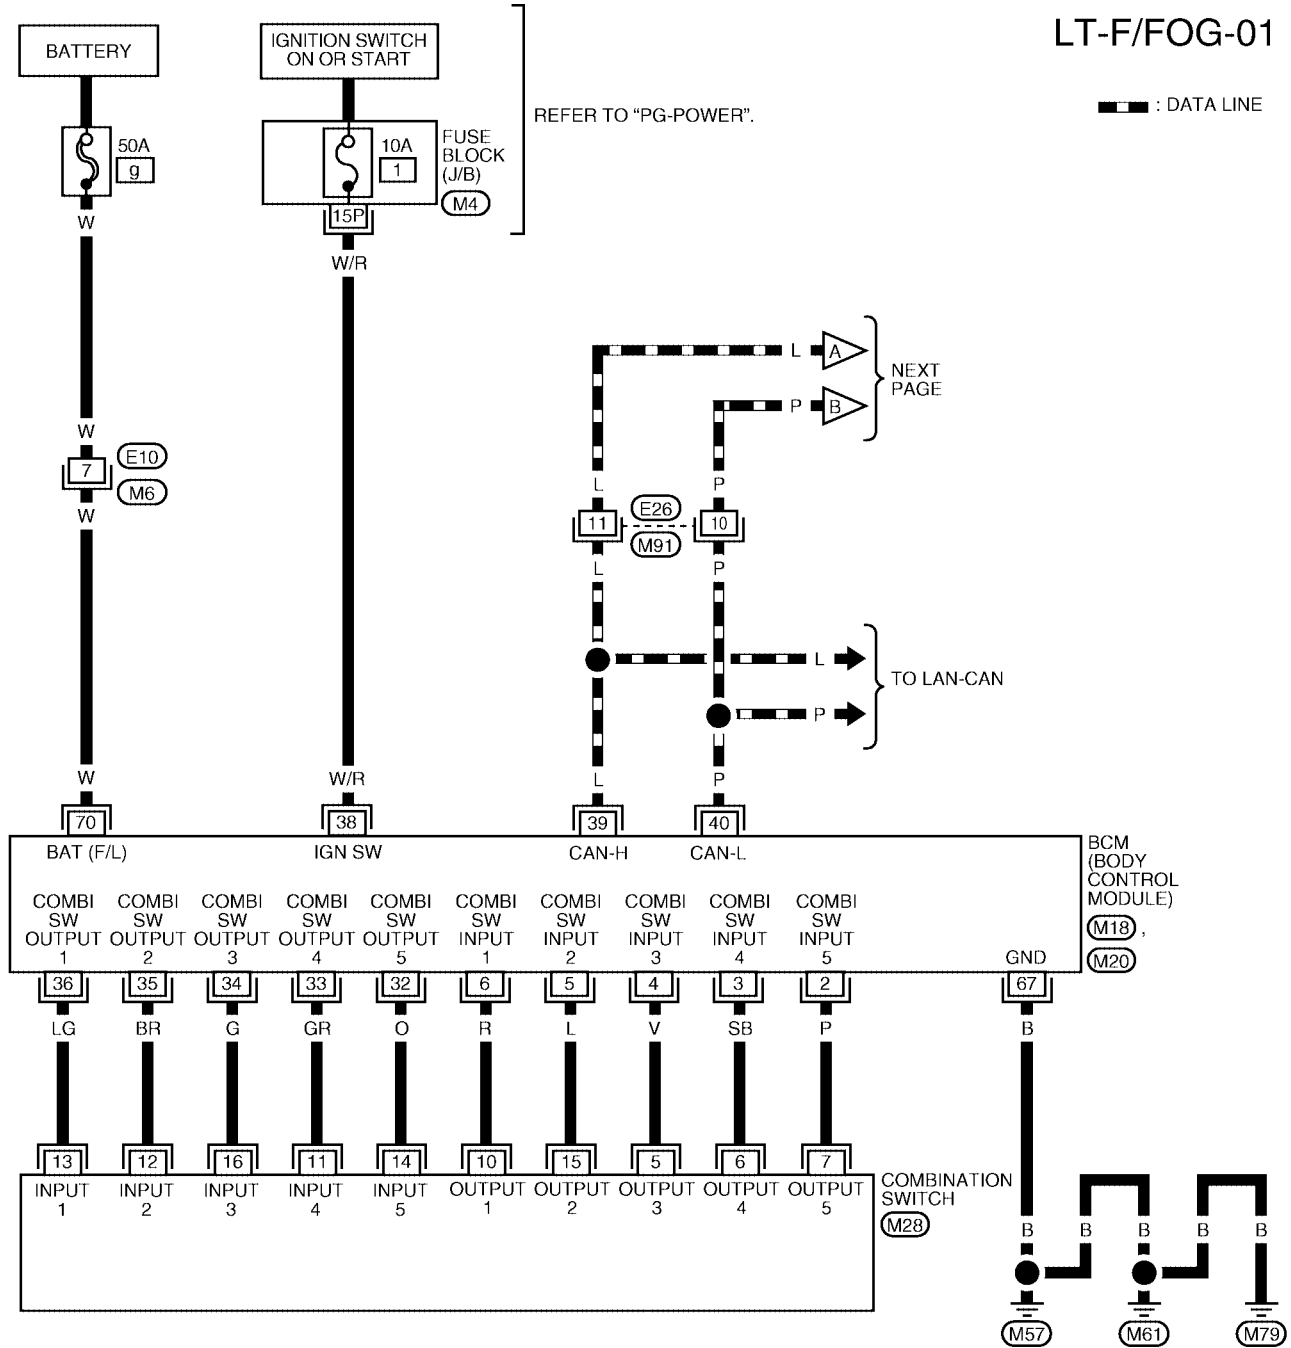 LT-F/FOG-01
BATTERY
IGNITION SWITCH
ON OR START
REFER TO “PG-POWER”.
: DATA LINE
50A
g
10A
1
FUSE
BLOCK
(J/B)
M4
15P
W
W/R
L
A
P
B
NEXT
PAGE
W
7
E10
M6
W
L
P
11
E26
M91
10
L
P
L
P
TO LAN-CAN
W
W/R
L
P
70
38
39
40
BAT (F/L)
IGN SW
CAN-H
CAN-L
BCM
(BODY
CONTROL
MODULE)
M18 ,
M20
COMBI
SW
OUTPUT
1
COMBI
SW
OUTPUT
2
COMBI
SW
OUTPUT
3
COMBI
SW
OUTPUT
4
COMBI
SW
OUTPUT
5
COMBI
SW
INPUT
1
COMBI
SW
INPUT
2
COMBI
SW
INPUT
3
COMBI
SW
INPUT
4
COMBI
SW
INPUT
5
GND
36
35
34
33
32
6
5
4
3
2
67
LG
BR
G
GR
O
R
L
V
SB
P
B
13
12
16
11
14
10
15
5
6
7
INPUT
1
INPUT
2
INPUT
3
INPUT
4
INPUT
5
OUTPUT
1
OUTPUT
2
OUTPUT
3
OUTPUT
4
OUTPUT
5
COMBINATION
SWITCH
M28
B
B
B
B
B
M57
M61
M79